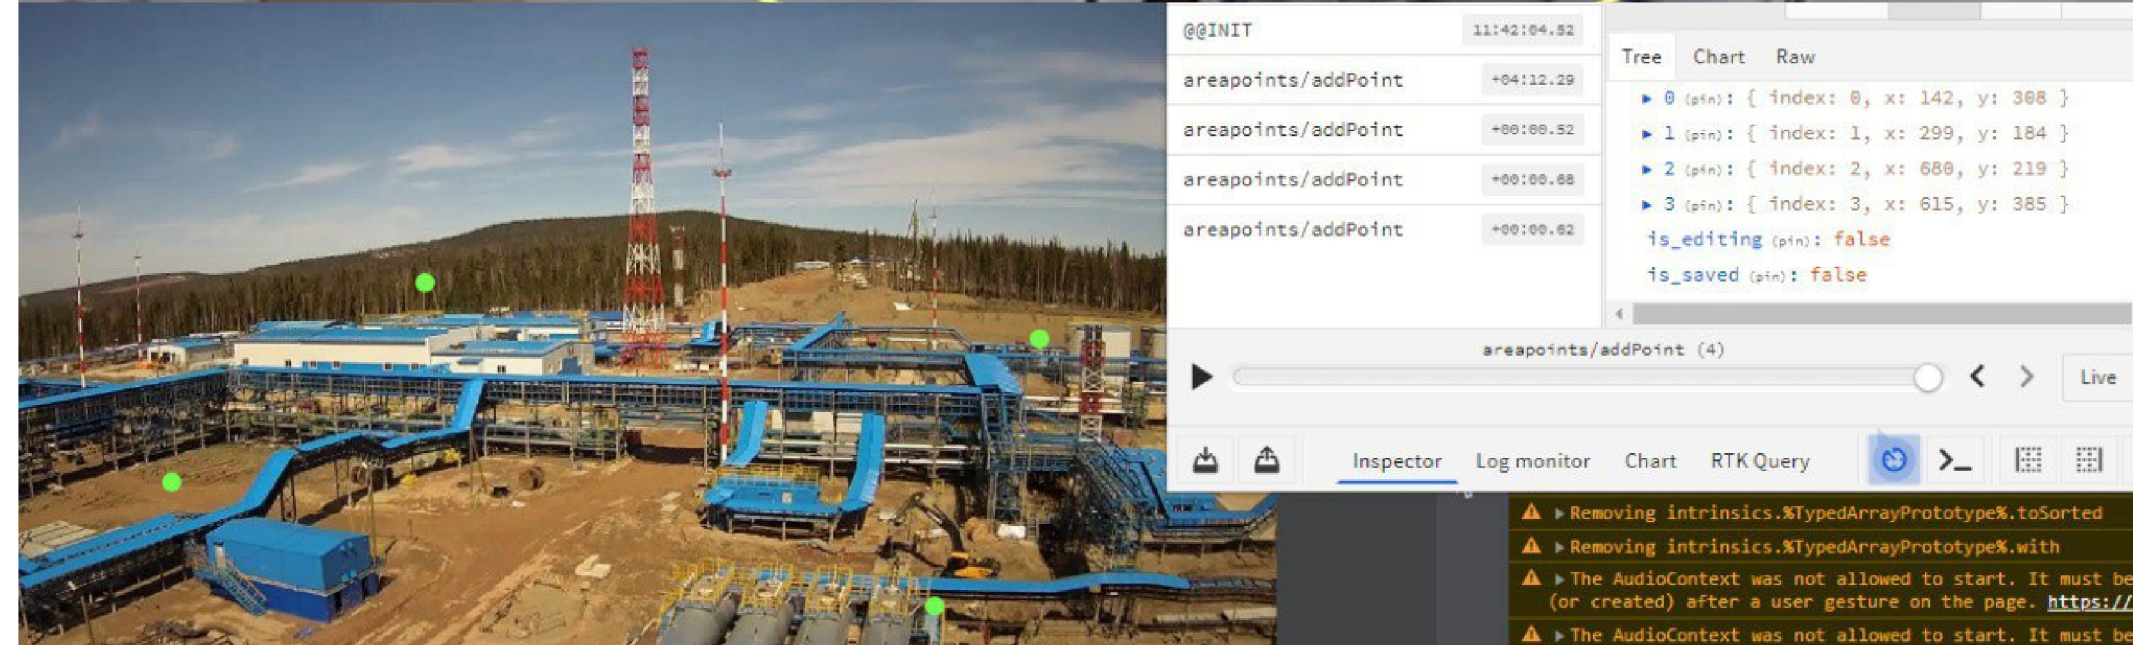 @@INIT 11:42:04.52
areapoints/addPoint +04:12.29
areapoints/addPoint +00:00.52
areapoints/addPoint +00:00.68
areapoints/addPoint +00:00.62
Tree Chart Raw
▶ 0 (pin): { index: 0, x: 142, y: 308 }
▶ 1 (pin): { index: 1, x: 299, y: 184 }
▶ 2 (pin): { index: 2, x: 680, y: 219 }
▶ 3 (pin): { index: 3, x: 615, y: 385 }
is_editing (pin): false
is_saved (pin): false
areapoints/addPoint (4)
Live
Inspector Log monitor Chart RTK Query
Removing intrinsics.%TypedArrayPrototype%.toSorted
Removing intrinsics.%TypedArrayPrototype%.with
The AudioContext was not allowed to start. It must be
(or created) after a user gesture on the page. https://
The AudioContext was not allowed to start. It must be